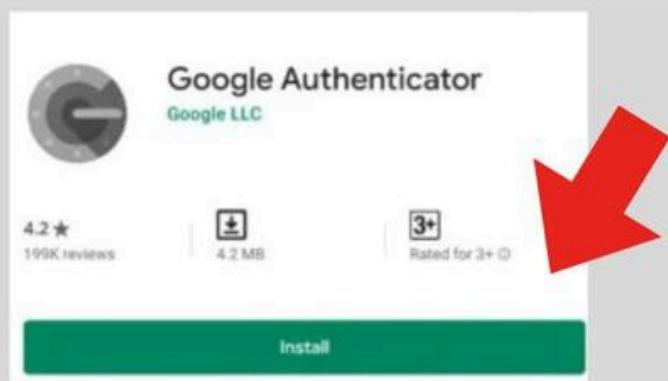 Google Authenticator
Google LLC
4.2★
199K reviews
4.2 MB
3+
Rated for 3+ ⓘ
Install